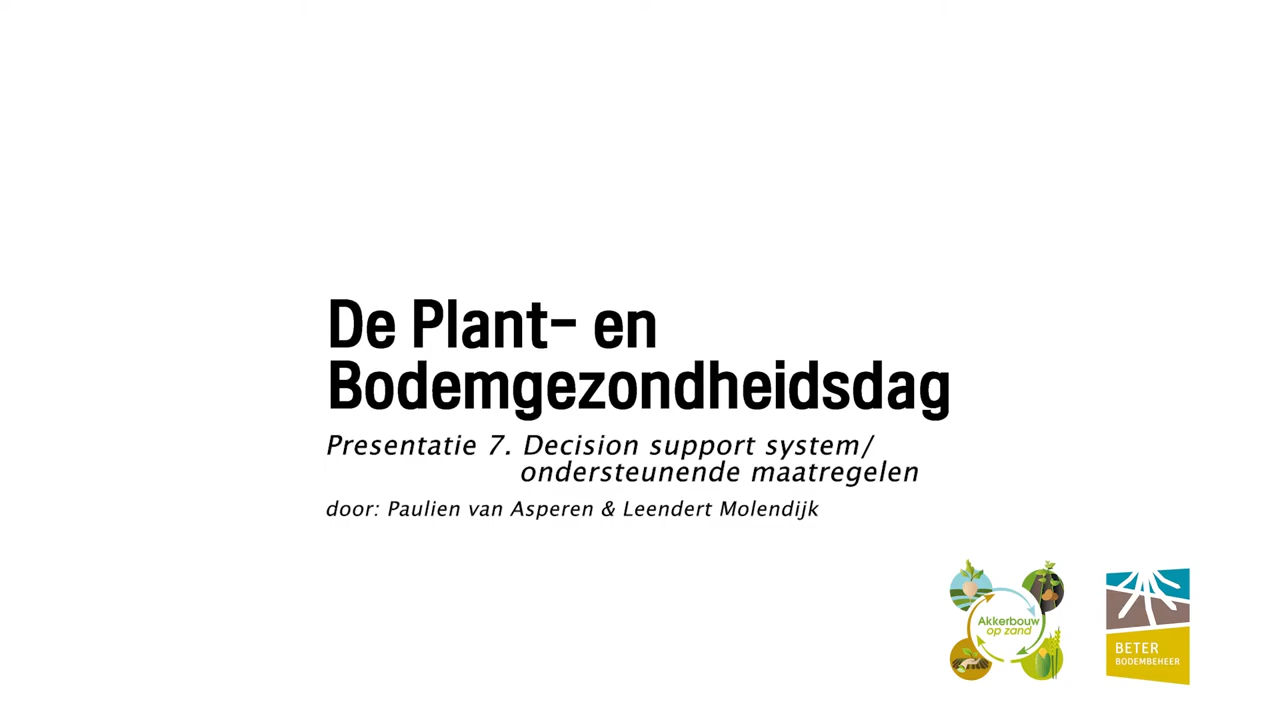 De Plant- en
Bodemgezondheidsdag
Presentatie 7. Decision support system/
ondersteunende maatregelen
door: Paulien van Asperen & Leendert Molendijk
Akkerbouw
op zand
BETER
BODEMBEHEER